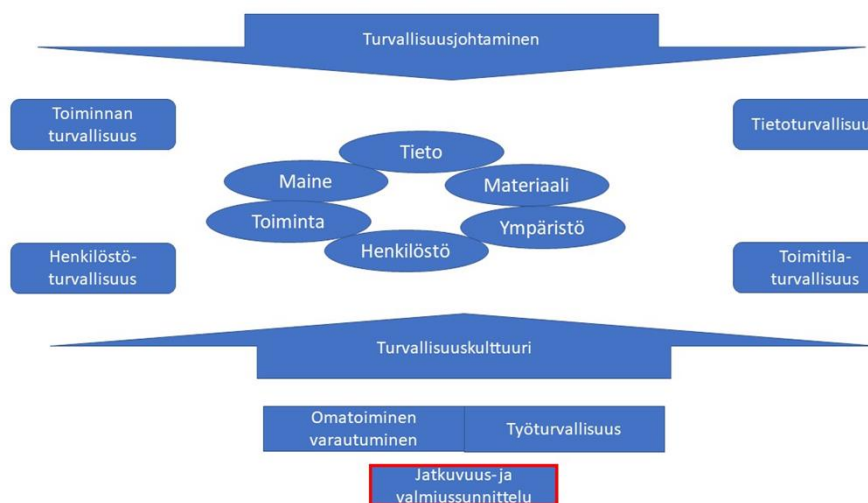 Turvallisuusjohtaminen
Toiminnan
turvallisuus
Tietoturvallisuu
Tieto
Maine
Materiaali
Toiminta
Ympäristö
Henkilöstö
Henkilöstö-
turvallisuus
Toimitila-
turvallisuus
Turvallisuuskulttuuri
Omatoiminen
varautuminen
Työturvallisuus
Jatkuvuus- ja
valmiussunnittelu